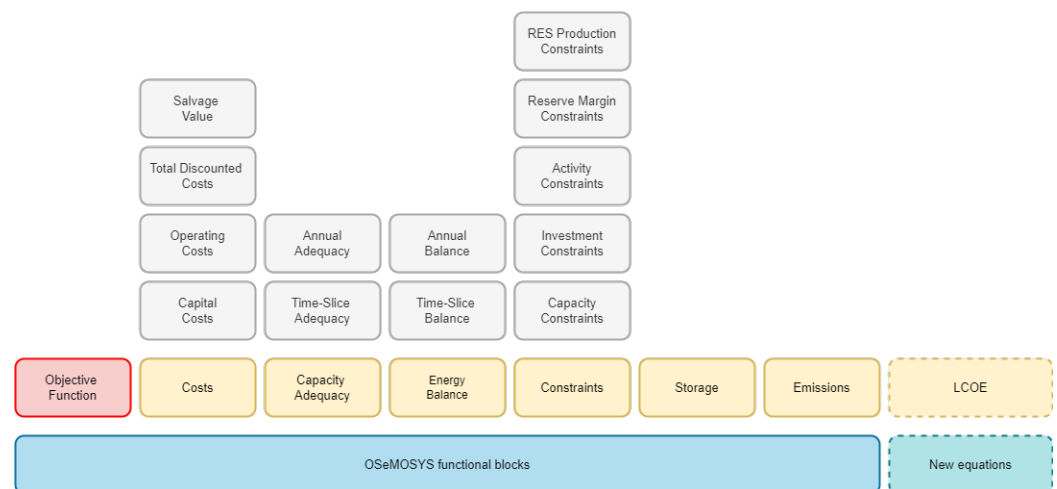 RES Production
Constraints
Salvage
Value
Reserve Margin
Constraints
Total Discounted
Costs
Activity
Constraints
Operating
Costs
Annual
Adequacy
Annual
Balance
Investment
Constraints
Capital
Costs
Time-Slice
Adequacy
Time-Slice
Balance
Capacity
Constraints
Objective
Function
Costs
Capacity
Adequacy
Energy
Balance
Constraints
Storage
Emissions
LCOE
OSeMOSYS functional blocks
New equations